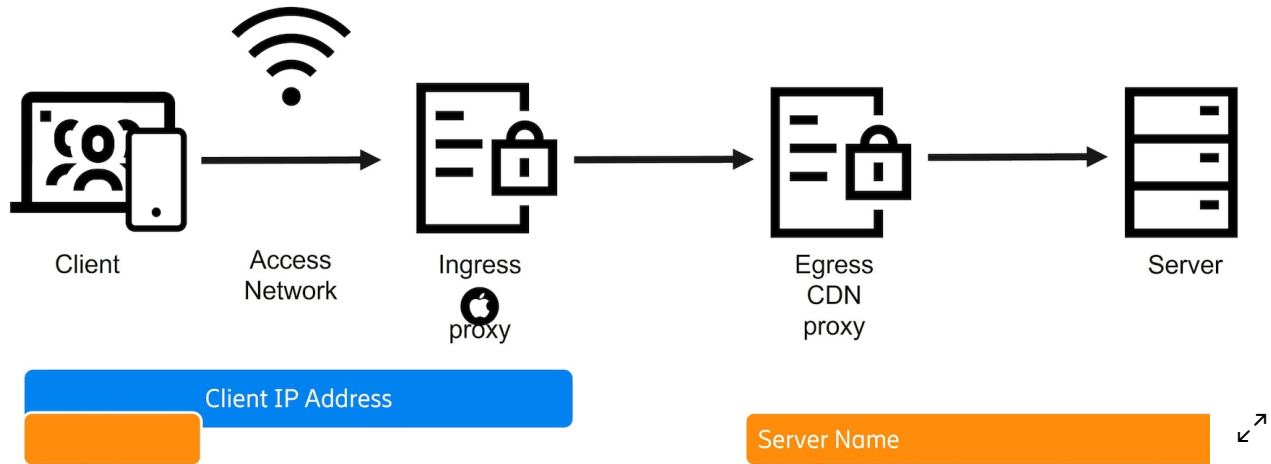 Client
Access
Network
Ingress
proxy
Egress
CDN
proxy
Server
Client IP Address
Server Name